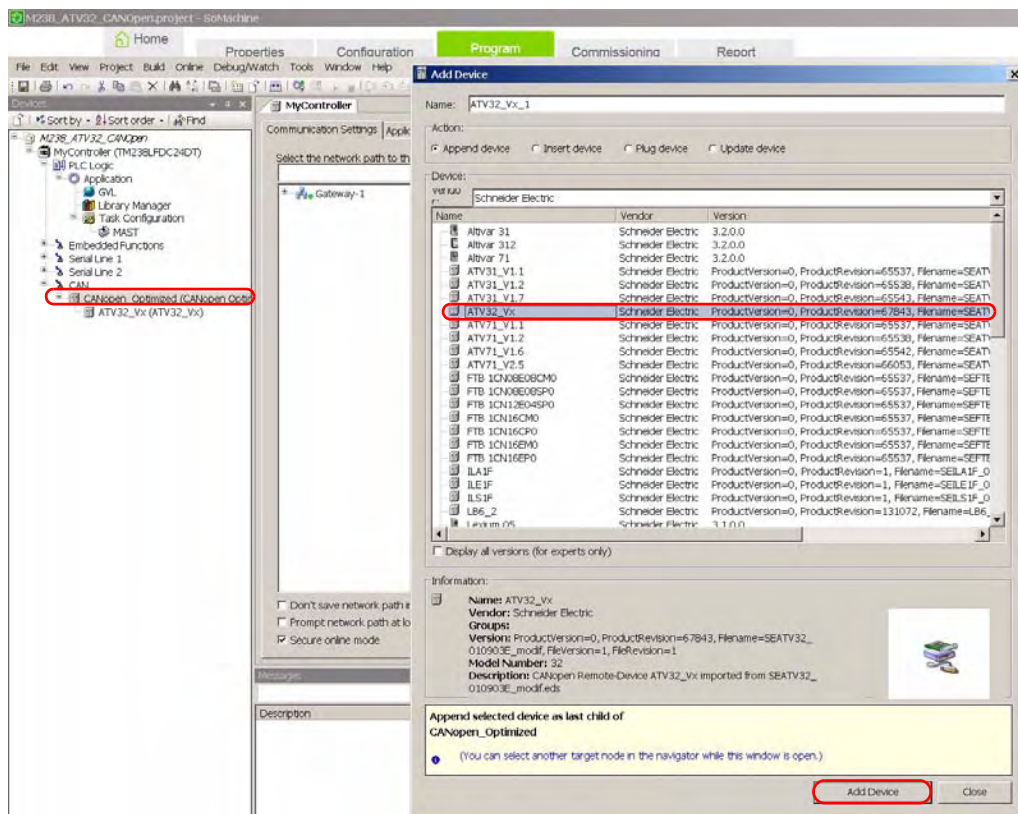 M238_ATV32_CANOpen.project - SoMachine
Home
Properties Configuration Program Commissioning Report
File Edit View Project Build Online Debug/Watch Tools Window Help
Devices
Sort by Sort order Find
M238_ATV32_CANOpen
MyController (TM238LFDC24DT)
PLC Logic
Application
GVL
Library Manager
Task Configuration
MAST
Embedded Functions
Serial Line 1
Serial Line 2
CAN
CANopen_Optimized (CANopen Opti
ATV32_Vx (ATV32_Vx)
MyController
Communication Settings Applic
Select the network path to th
Gateway-1
Don't save network path i
Prompt network path at lo
Secure online mode
Messages
Description
Add Device
Name: ATV32_Vx_1
Action:
Append device Insert device Plug device Update device
Device:
Schneider Electric
Name Vendor Version
Altivar 31 Schneider Electric 3.2.0.0
Altivar 312 Schneider Electric 3.2.0.0
Altivar 71 Schneider Electric 3.2.0.0
ATV31_V1.1 Schneider Electric ProductVersion=0, ProductRevision=65537, Filename=SEATV
ATV31_V1.2 Schneider Electric ProductVersion=0, ProductRevision=65538, Filename=SEATV
ATV31_V1.7 Schneider Electric ProductVersion=0, ProductRevision=65543, Filename=SEATV
ATV32_Vx Schneider Electric ProductVersion=0, ProductRevision=67843, Filename=SEATV
ATV71_V1.1 Schneider Electric ProductVersion=0, ProductRevision=65537, Filename=SEATV
ATV71_V1.2 Schneider Electric ProductVersion=0, ProductRevision=65538, Filename=SEATV
ATV71_V1.6 Schneider Electric ProductVersion=0, ProductRevision=65542, Filename=SEATV
ATV71_V2.5 Schneider Electric ProductVersion=0, ProductRevision=66053, Filename=SEATV
FTB 1CN08E08CM0 Schneider Electric ProductVersion=0, ProductRevision=65537, Filename=SEFTE
FTB 1CN08E08SP0 Schneider Electric ProductVersion=0, ProductRevision=65537, Filename=SEFTE
FTB 1CN12E04SP0 Schneider Electric ProductVersion=0, ProductRevision=65537, Filename=SEFTE
FTB 1CN16CM0 Schneider Electric ProductVersion=0, ProductRevision=65537, Filename=SEFTE
FTB 1CN16CP0 Schneider Electric ProductVersion=0, ProductRevision=65537, Filename=SEFTE
FTB 1CN16EM0 Schneider Electric ProductVersion=0, ProductRevision=65537, Filename=SEFTE
FTB 1CN16EP0 Schneider Electric ProductVersion=0, ProductRevision=65537, Filename=SEFTE
ILA1F Schneider Electric ProductVersion=0, ProductRevision=1, Filename=SEILA1F_0
ILE1F Schneider Electric ProductVersion=0, ProductRevision=1, Filename=SEILE1F_0
ILS1F Schneider Electric ProductVersion=0, ProductRevision=1, Filename=SEILS1F_0
LB6_2 Schneider Electric ProductVersion=0, ProductRevision=131072, Filename=LB6_
Lexium 05 Schneider Electric 3.1.0.0
Display all versions (for experts only)
Information:
Name: ATV32_Vx
Vendor: Schneider Electric
Groups:
Version: ProductVersion=0, ProductRevision=67843, Filename=SEATV32_
010903E_modif, FileVersion=1, FileRevision=1
Model Number: 32
Description: CANopen Remote-Device ATV32_Vx imported from SEATV32_
010903E_modif.eds
Append selected device as last child of
CANopen_Optimized
(You can select another target node in the navigator while this window is open.)
Add Device Close